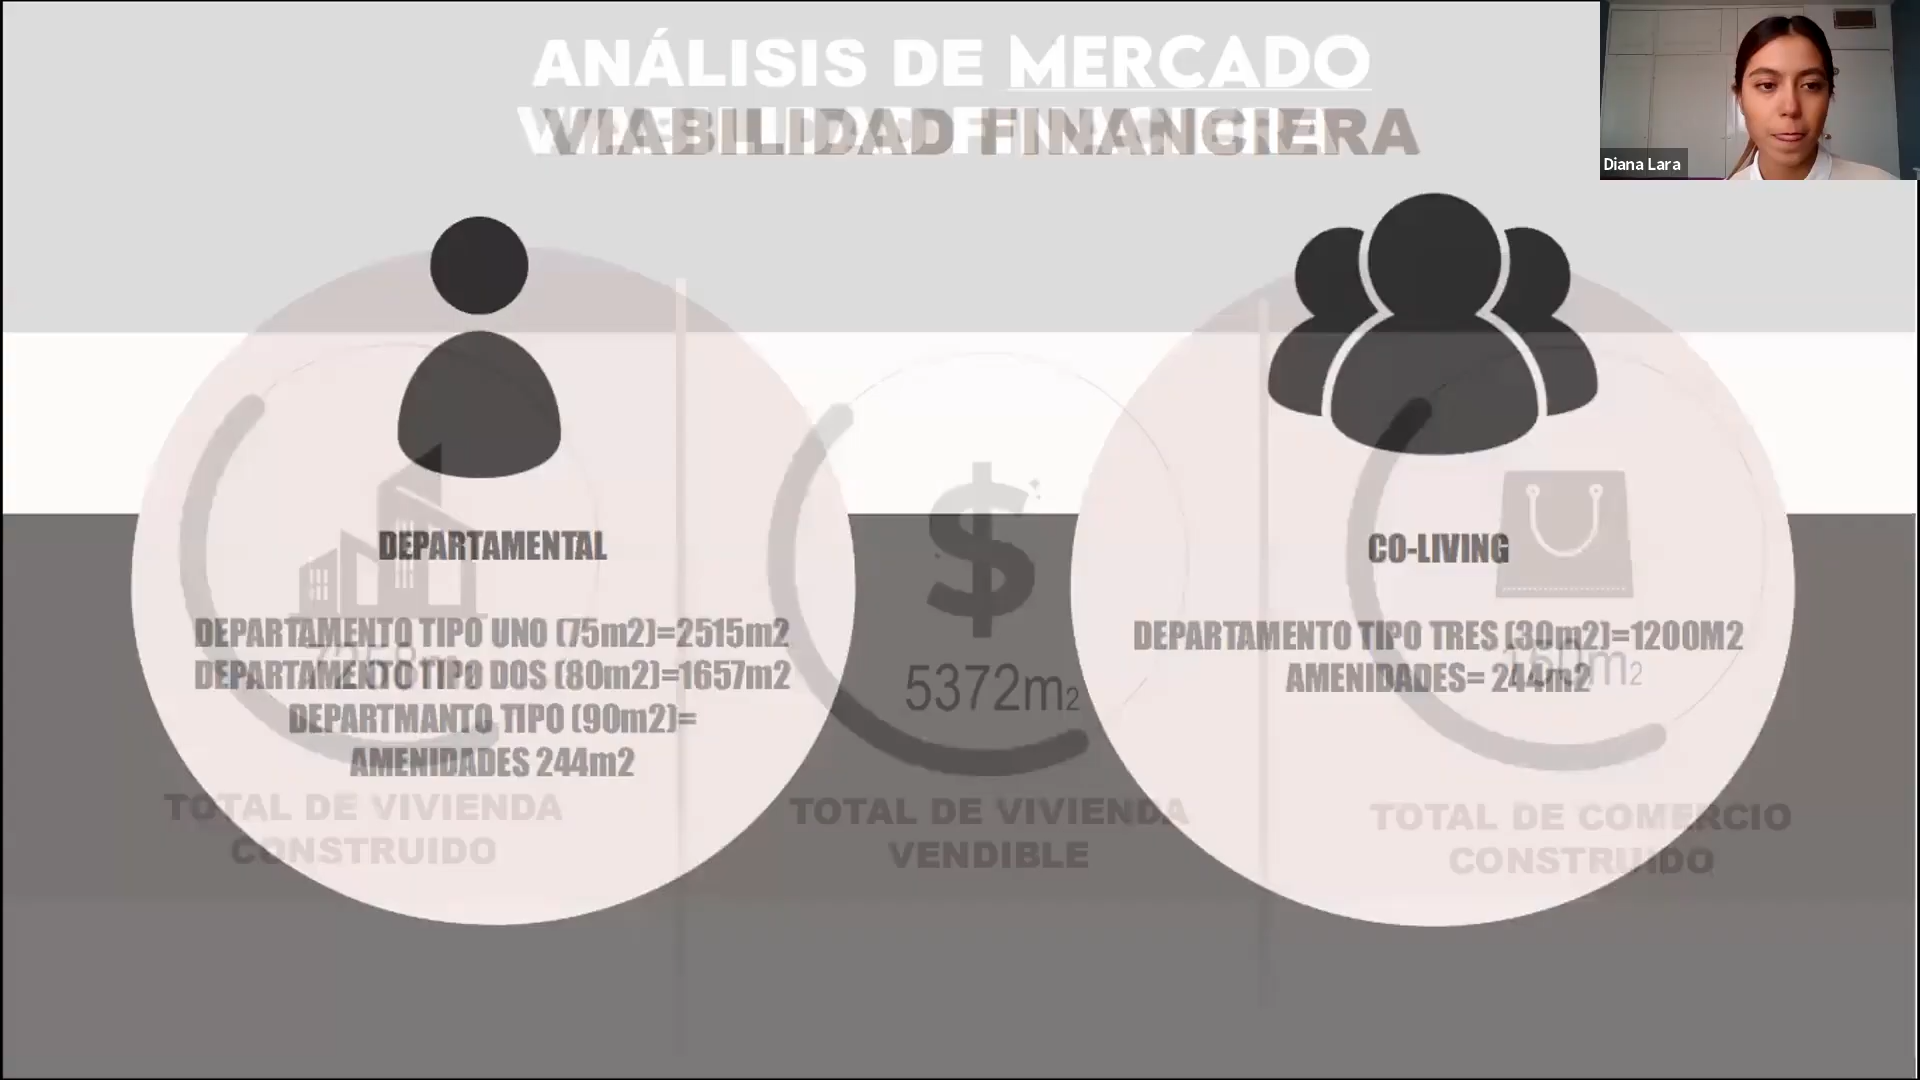 ANÁLISIS DE MERCADO
VIABILIDAD FINANCIERA
Diana Lara
DEPARTAMENTAL
DEPARTAMENTO TIPO UNO (75m2)=2515m2
DEPARTAMENTO TIPO DOS (80m2)=1657m2
DEPARTMANTO TIPO (90m2)=
AMENIDADES 244m2
CO-LIVING
DEPARTAMENTO TIPO TRES (30m2)=1200M2
AMENIDADES= 244m2
$
5372m2
TOTAL DE VIVIENDA
CONSTRUIDO
TOTAL DE VIVIENDA
VENDIBLE
TOTAL DE COMERCIO
CONSTRUIDO